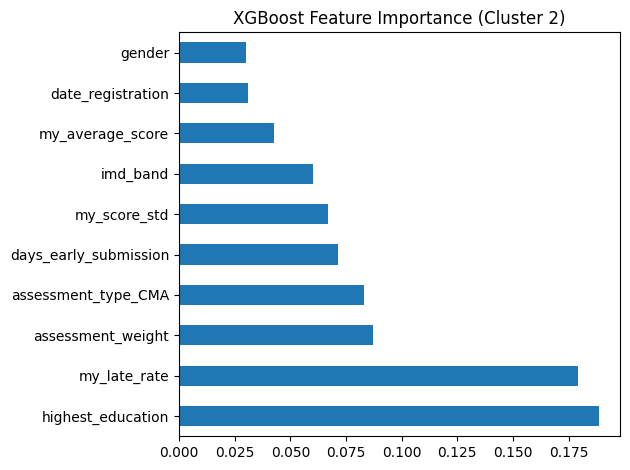 XGBoost Feature Importance (Cluster 2)
gender
date_registration
my_average_score
imd_band
my_score_std
days_early_submission
assessment_type_CMA
assessment_weight
my_late_rate
highest_education
0.000 0.025 0.050 0.075 0.100 0.125 0.150 0.175